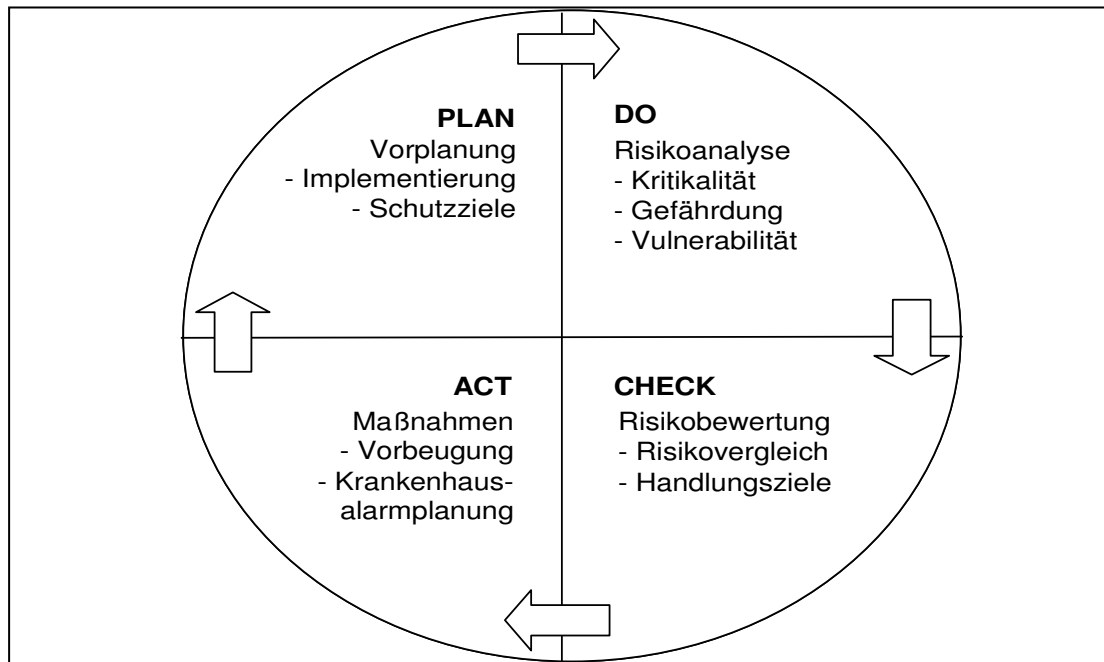 PLAN
Vorplanung
- Implementierung
- Schutzziele
DO
Risikoanalyse
- Kritikalität
- Gefährdung
- Vulnerabilität
CHECK
Risikobewertung
- Risikovergleich
- Handlungsziele
ACT
Maßnahmen
- Vorbeugung
- Krankenhaus-
alarmplanung